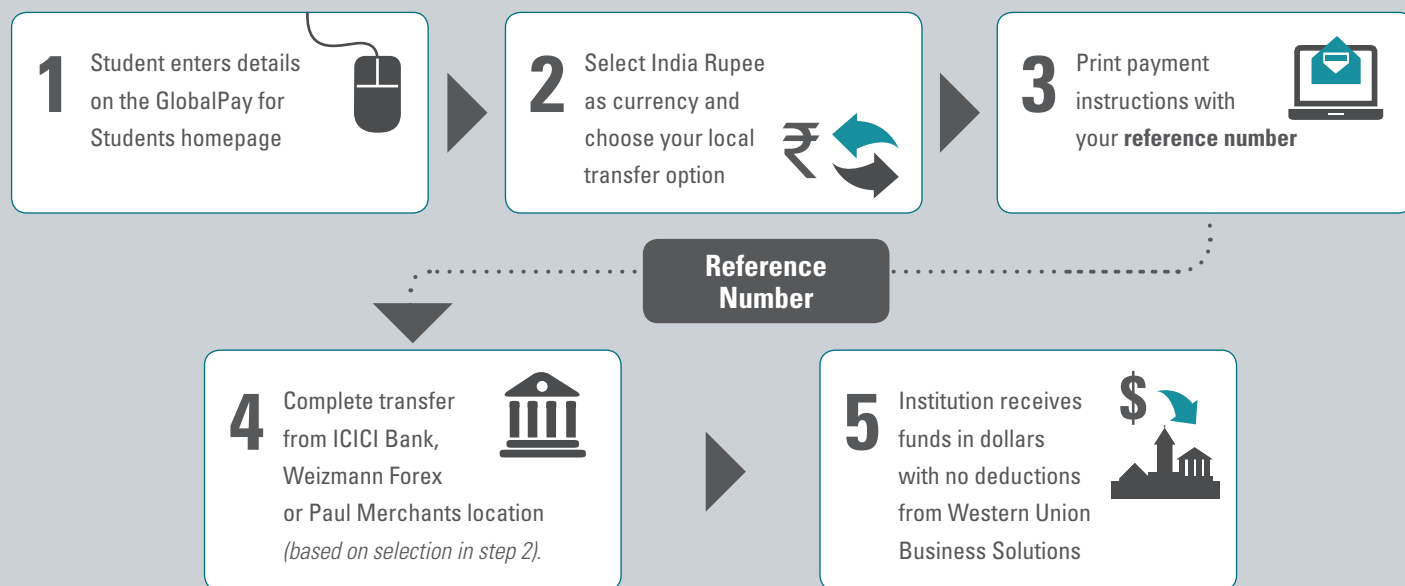 1
Student enters details
on the GlobalPay for
Students homepage
2
Select India Rupee
as currency and
choose your local
transfer option
₹
3
Print payment
instructions with
your reference number
Reference
Number
4
Complete transfer
from ICICI Bank,
Weizmann Forex
or Paul Merchants location
(based on selection in step 2).
5
Institution receives
funds in dollars
with no deductions
from Western Union
Business Solutions
$